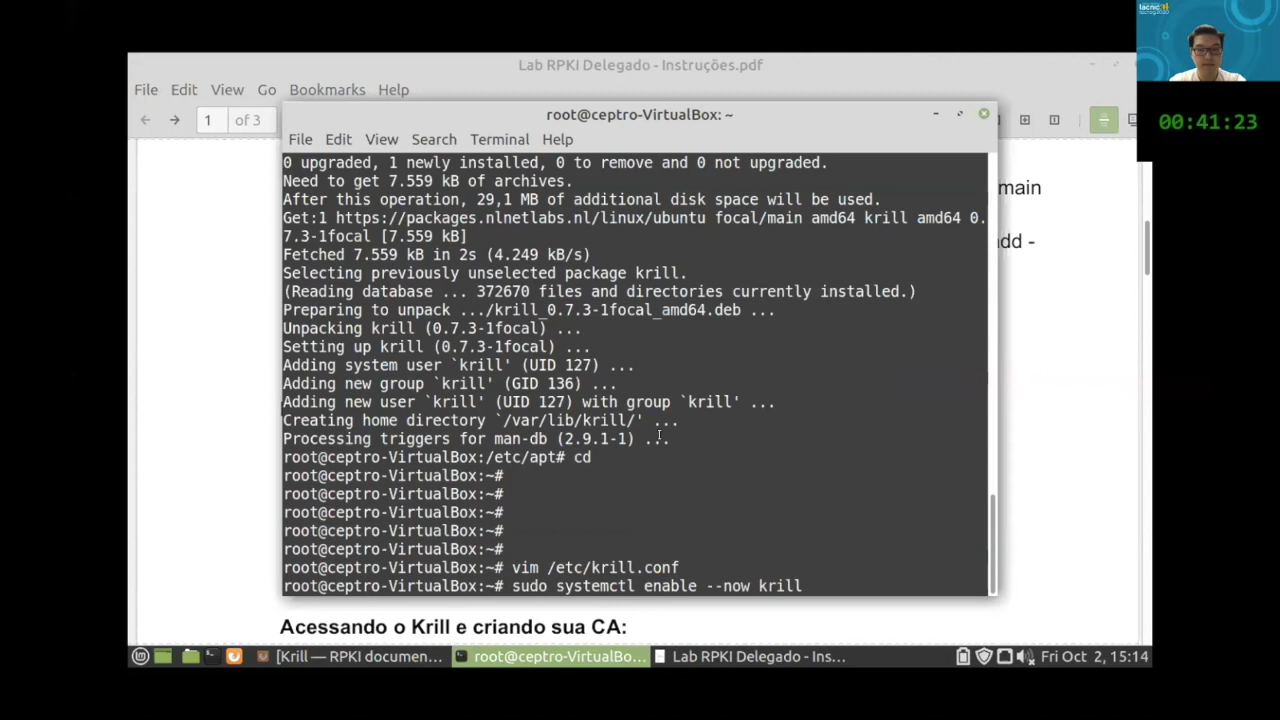 lacnic
Lab RPKI Delegado - Instruções.pdf
File Edit View Go Bookmarks Help
1 of 3
00:41:23
root@ceptro-VirtualBox: ~
File Edit View Search Terminal Help
main
add -
0 upgraded, 1 newly installed, 0 to remove and 0 not upgraded.
Need to get 7.559 kB of archives.
After this operation, 29,1 MB of additional disk space will be used.
Get:1 https://packages.nlnetlabs.nl/linux/ubuntu focal/main amd64 krill amd64 0.
7.3-1focal [7.559 kB]
Fetched 7.559 kB in 2s (4.249 kB/s)
Selecting previously unselected package krill.
(Reading database ... 372670 files and directories currently installed.)
Preparing to unpack .../krill_0.7.3-1focal_amd64.deb ...
Unpacking krill (0.7.3-1focal) ...
Setting up krill (0.7.3-1focal) ...
Adding system user `krill' (UID 127) ...
Adding new group `krill' (GID 136) ...
Adding new user `krill' (UID 127) with group `krill' ...
Creating home directory `/var/lib/krill/' ...
Processing triggers for man-db (2.9.1-1) ...
root@ceptro-VirtualBox:/etc/apt# cd
root@ceptro-VirtualBox:~#
root@ceptro-VirtualBox:~#
root@ceptro-VirtualBox:~#
root@ceptro-VirtualBox:~#
root@ceptro-VirtualBox:~#
root@ceptro-VirtualBox:~# vim /etc/krill.conf
root@ceptro-VirtualBox:~# sudo systemctl enable --now krill
Acessando o Krill e criando sua CA:
[Krill — RPKI documen... root@ceptro-VirtualBo... Lab RPKI Delegado - Ins... Fri Oct 2, 15:14